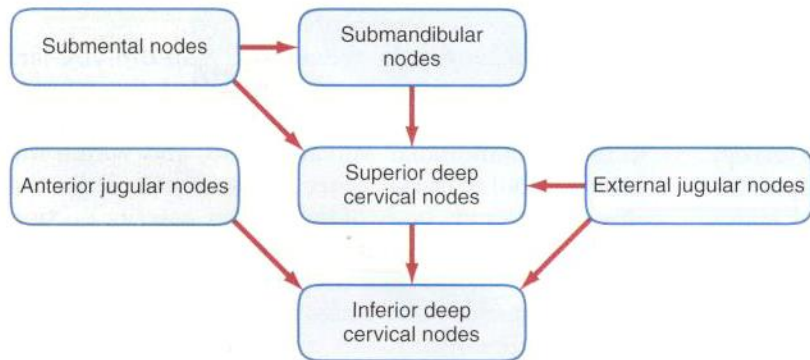 Submental nodes
Submandibular
nodes
Anterior jugular nodes
Superior deep
cervical nodes
External jugular nodes
Inferior deep
cervical nodes